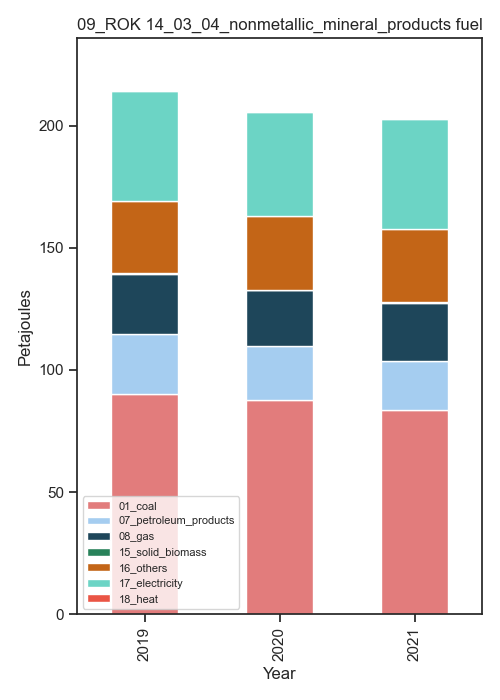 09_ROK 14_03_04_nonmetallic_mineral_products fuel
Petajoules
200
150
100
50
0
01_coal
07_petroleum_products
08_gas
15_solid_biomass
16_others
17_electricity
18_heat
2019
2020
2021
Year